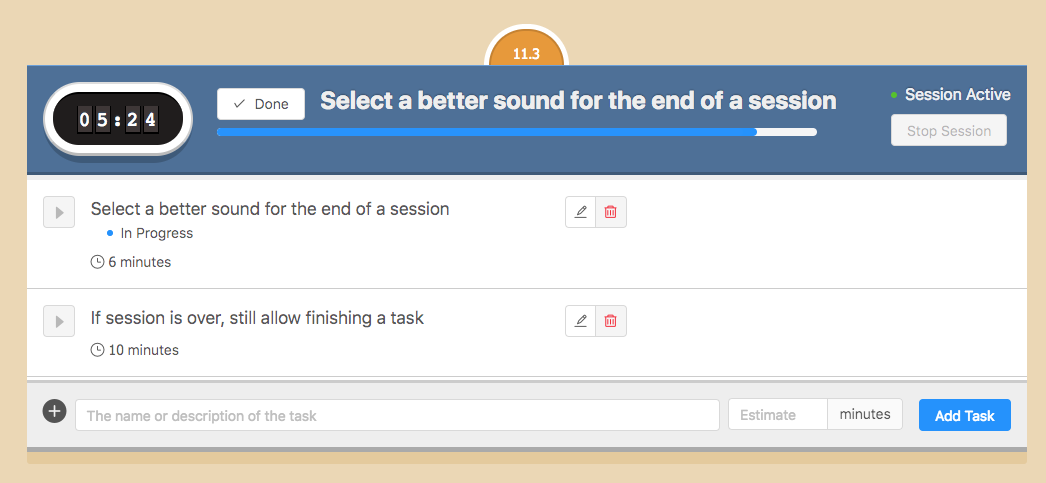 11.3
05:24
Done
Select a better sound for the end of a session
Session Active
Stop Session
Select a better sound for the end of a session
In Progress
6 minutes
If session is over, still allow finishing a task
10 minutes
The name or description of the task
Estimate
minutes
Add Task